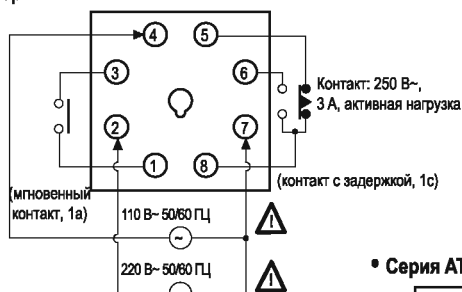 4 5
3 6
2 7
1 8
Контакт: 250 В~,
3 А, активная нагрузка
(контакт с задержкой, 1с)
(мгновенный
контакт, 1а)
110 В~ 50/60 ГЦ
~
220 В~ 50/60 ГЦ
• Серия АТ